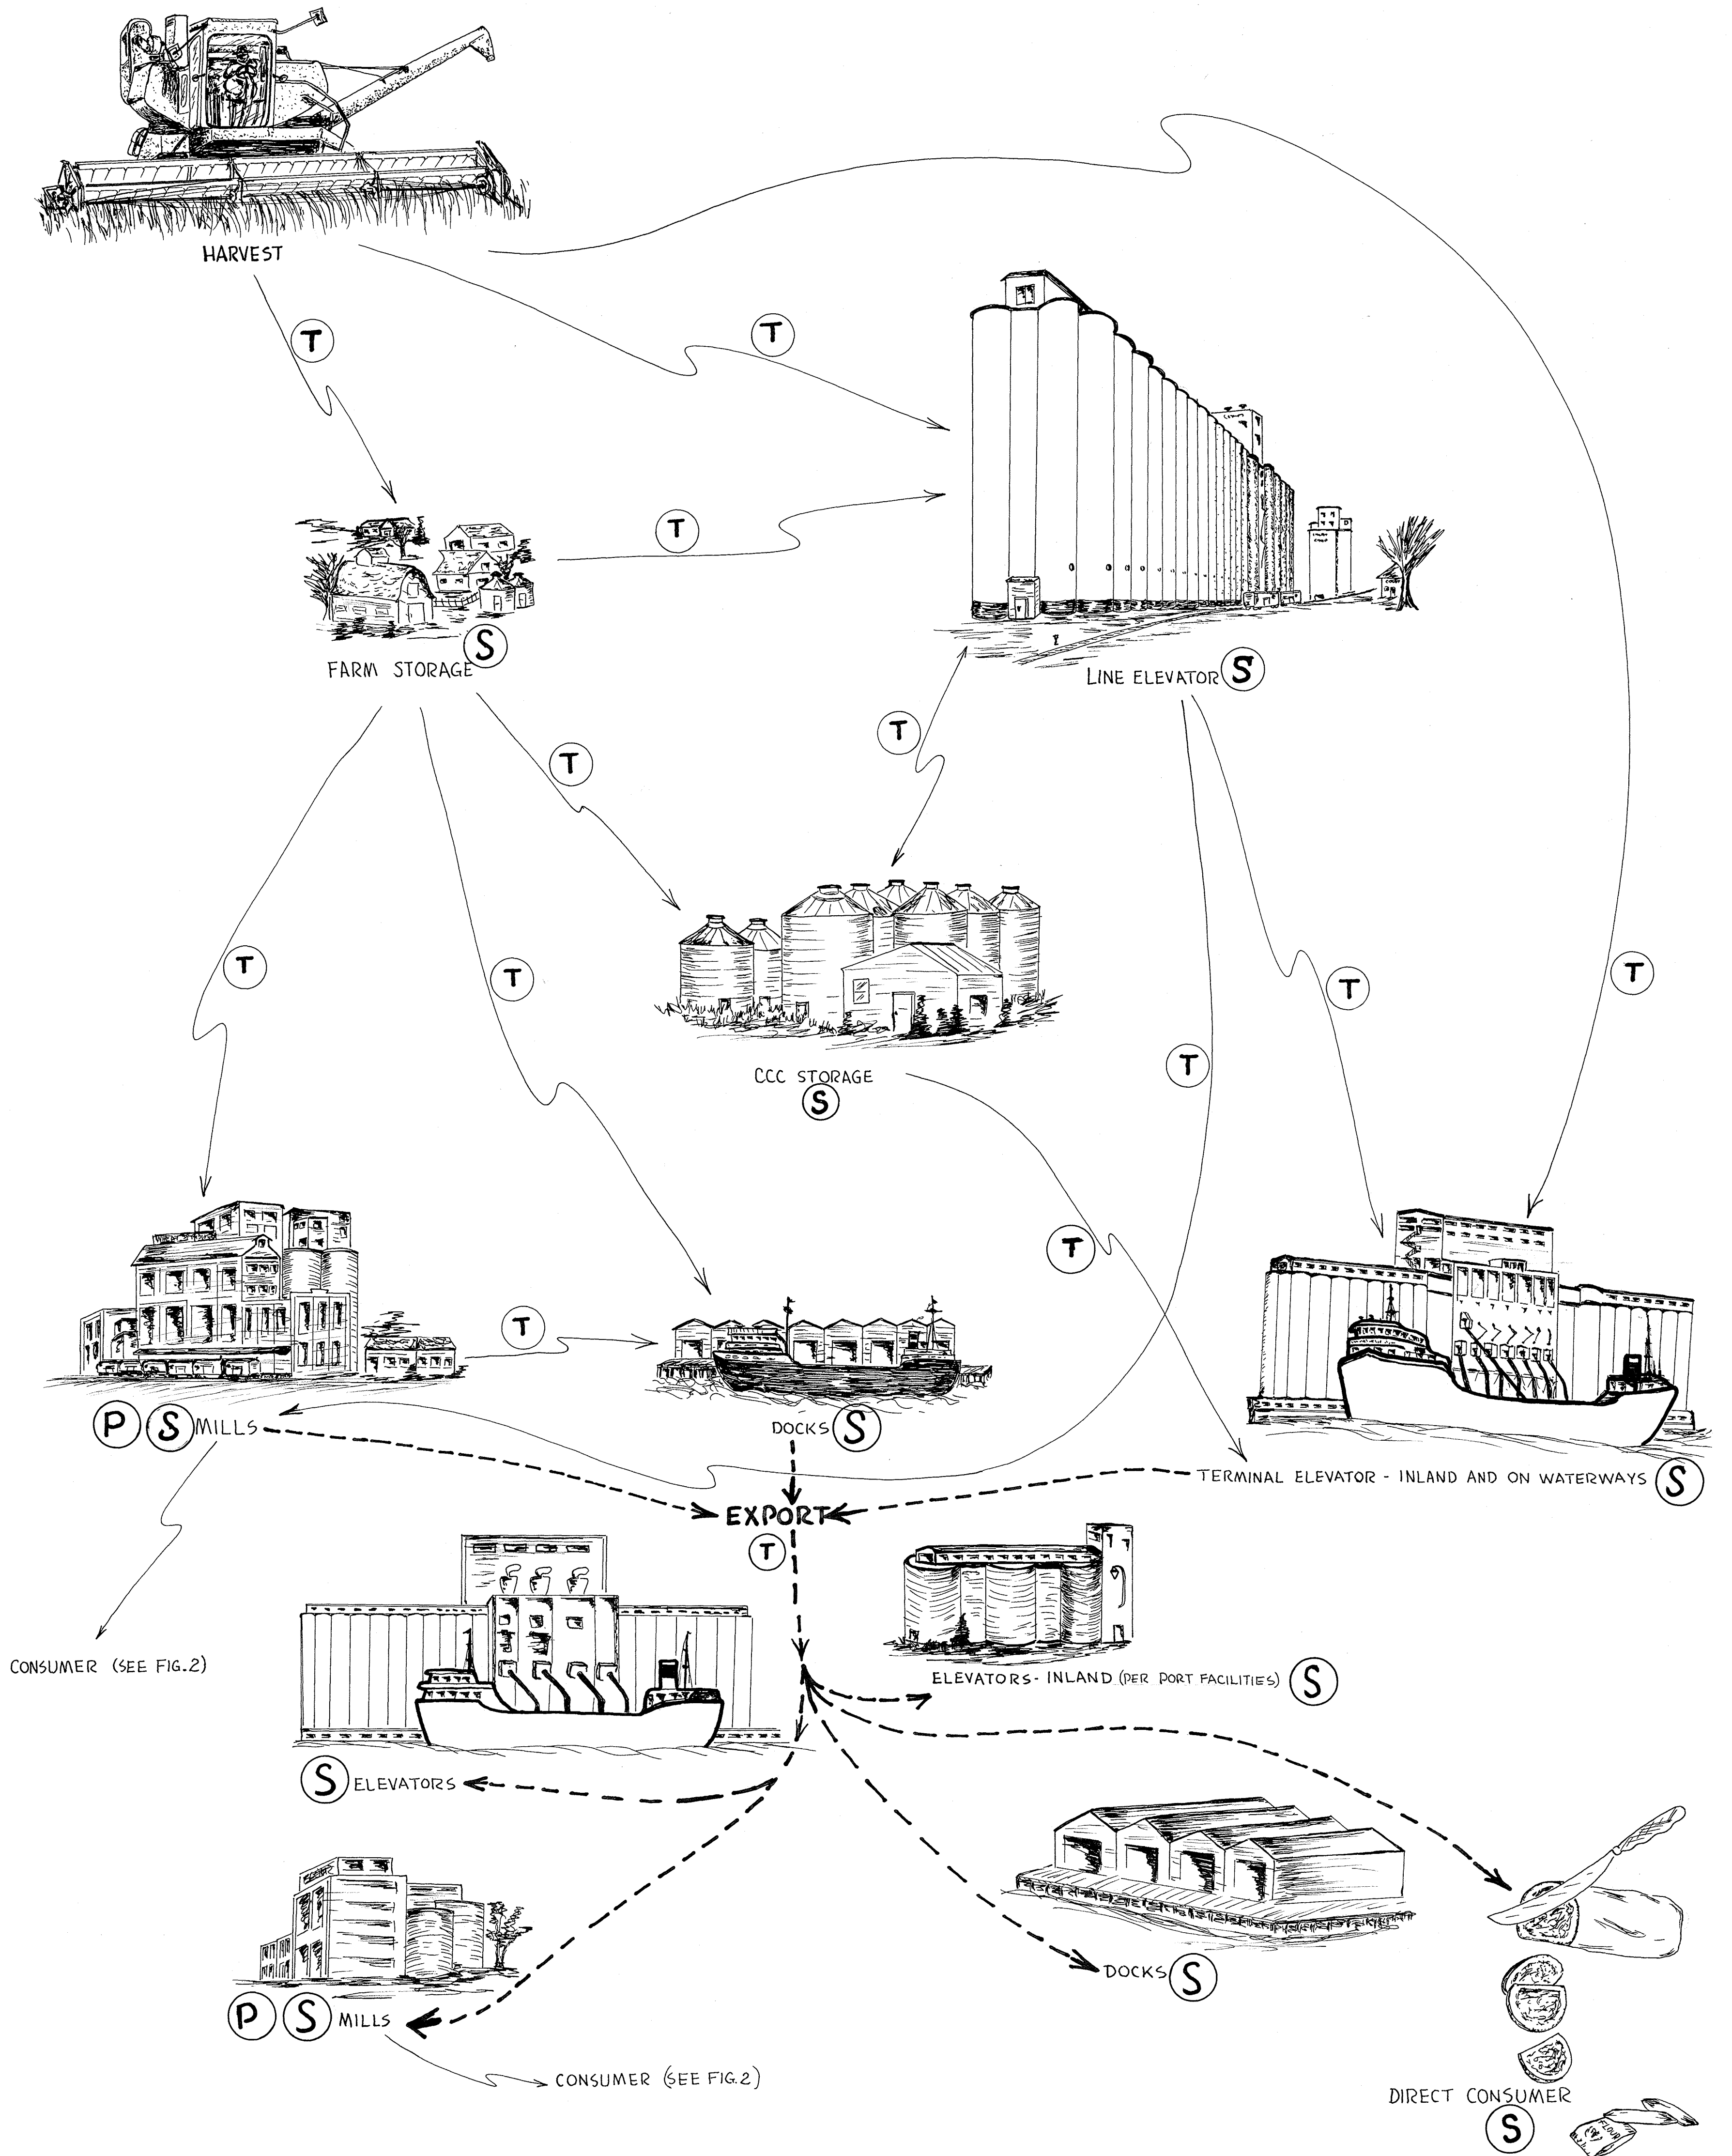 HARVEST
T
T
T
FARM STORAGE S
LINE ELEVATOR S
T
T
T
T
T
T
CCC STORAGE
S
T
T
T
T
P S MILLS
DOCKS S
TERMINAL ELEVATOR - INLAND AND ON WATERWAYS S
EXPORT
T
CONSUMER (SEE FIG.2)
ELEVATORS - INLAND (PER PORT FACILITIES) S
S ELEVATORS
DOCKS S
P S MILLS
CONSUMER (SEE FIG.2)
DIRECT CONSUMER
S
FLOUR